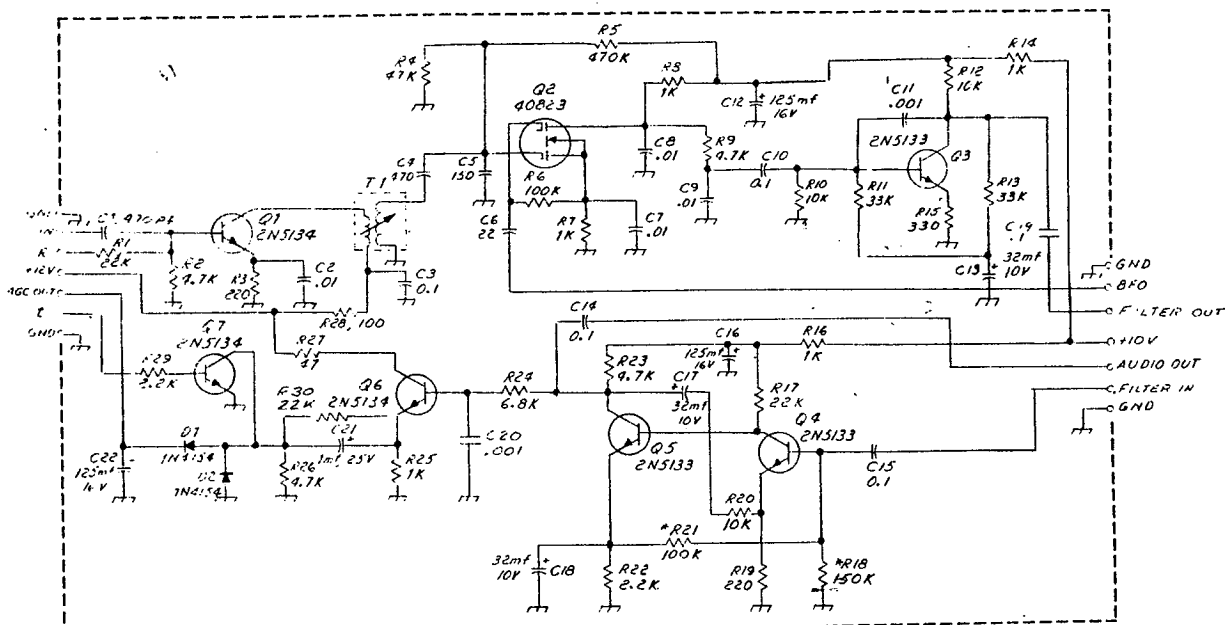 R5
470K
R4
47K
R14
1K
R3
1K
R12
10K
C11
.001
Q2
40823
C12
125mf
16V
2N5133
Q3
C8
.01
R9
4.7K
C10
0.1
C4
470
C5
150
R6
100K
T1
R10
10K
R11
33K
R13
33K
C9
.01
R15
330
R7
1K
C7
.01
C6
22
C19
.1
470 Pf
Q1
2N5134
IN
R1
22K
R2
4.7K
R3
220
C2
.01
C3
0.1
+12V
C13
32mf
10V
GND
BFO
FILTER OUT
+10V
AUDIO OUT
FILTER IN
GND
AGC OUT
t
GND
R28, 100
C14
0.1
Q7
2N5134
R27
47
C16
125mf
16V
R16
1K
R29
2.2K
R23
4.7K
C17
32mf
10V
R17
22K
Q6
R24
6.8K
R30
22K
2N5134
Q4
2N5133
D1
1N4154
C21
1mf 25V
C20
.001
Q5
2N5133
C15
0.1
C22
125mf
D2
1N4154
R26
4.7K
R25
1K
R20
10K
*R21
100K
32mf
10V
C18
R22
2.2K
R19
220
*R18
150K